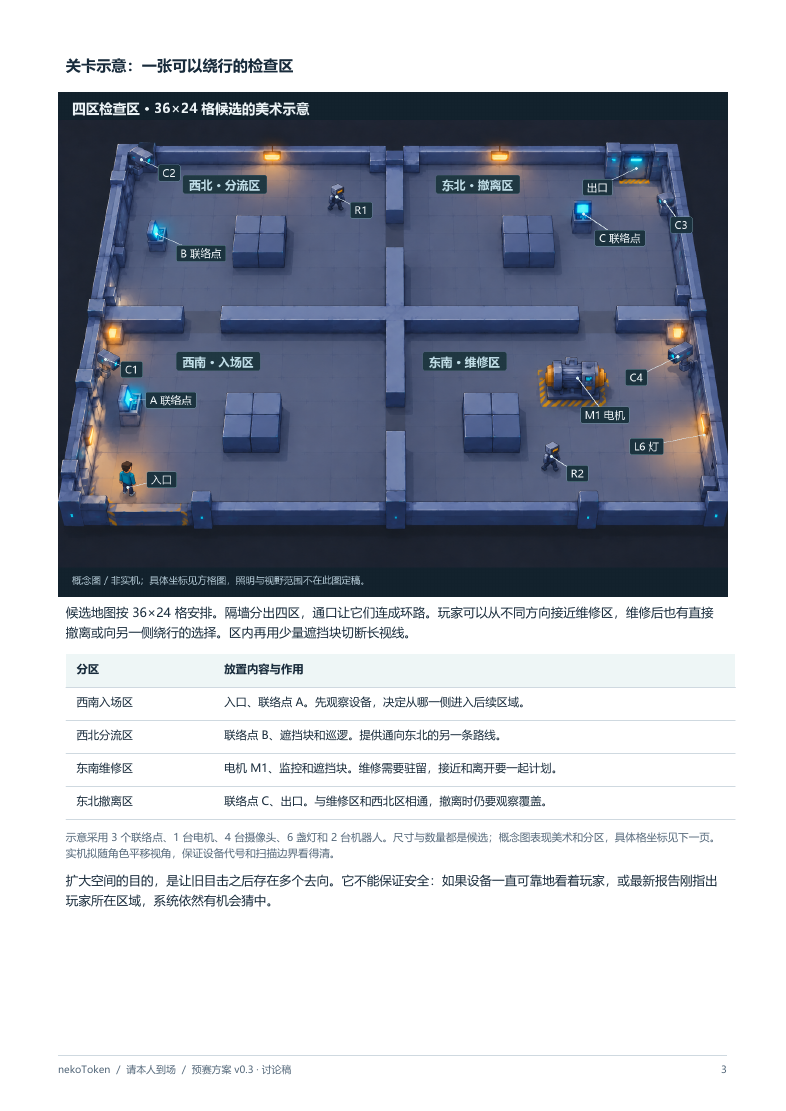 关卡示意：一张可以绕行的检查区
四区检查区・36×24 格候选的美术示意
C2
西北・分流区
R1
B 联络点
东北・撤离区
出口
C3
C 联络点
C1
西南・入场区
A 联络点
入口
东南・维修区
C4
M1 电机
L6 灯
R2
概念图 / 非实机；具体坐标见方格图，照明与视野范围不在此图定稿。
候选地图按 36×24 格安排。隔墙分出四区，通口让它们连成环路。玩家可以从不同方向接近维修区，维修后也有直接
撤离或向另一侧绕行的选择。区内再用少量遮挡块切断长视线。
分区 放置内容与作用
西南入场区 入口、联络点 A。先观察设备，决定从哪一侧进入后续区域。
西北分流区 联络点 B、遮挡块和巡逻。提供通向东北的另一条路线。
东南维修区 电机 M1、监控和遮挡块。维修需要驻留，接近和离开要一起计划。
东北撤离区 联络点 C、出口。与维修区和西北区相通，撤离时仍要观察覆盖。
示意采用 3 个联络点、1 台电机、4 台摄像头、6 盏灯和 2 台机器人。尺寸与数量都是候选；概念图表现美术和分区，具体格坐标见下一页。
实机拟随角色平移视角，保证设备代号和扫描边界看得清。
扩大空间的目的，是让旧目击之后存在多个去向。它不能保证安全：如果设备一直可靠地看着玩家，或最新报告刚指出
玩家所在区域，系统依然有机会猜中。
nekoToken / 请本人到场 / 预赛方案 v0.3 · 讨论稿 3